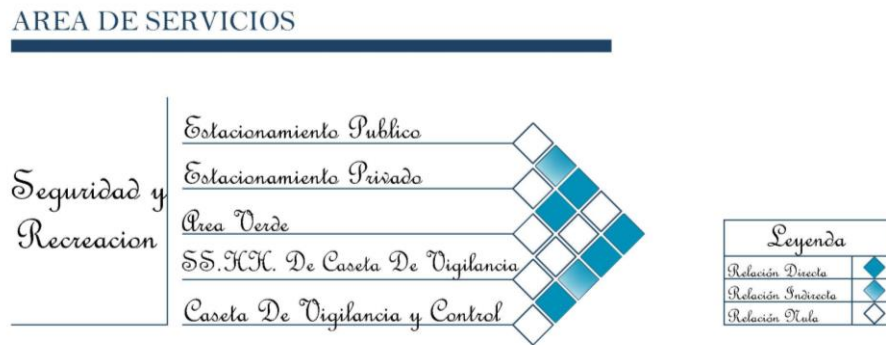 AREA DE SERVICIOS
Seguridad y
Recreacion
Estacionamiento Publico
Estacionamiento Privado
Area Verde
SS.HH. De Caseta De Vigilancia
Caseta De Vigilancia y Control
Leyenda
Relación Directa
Relación Indirecta
Relación Nula